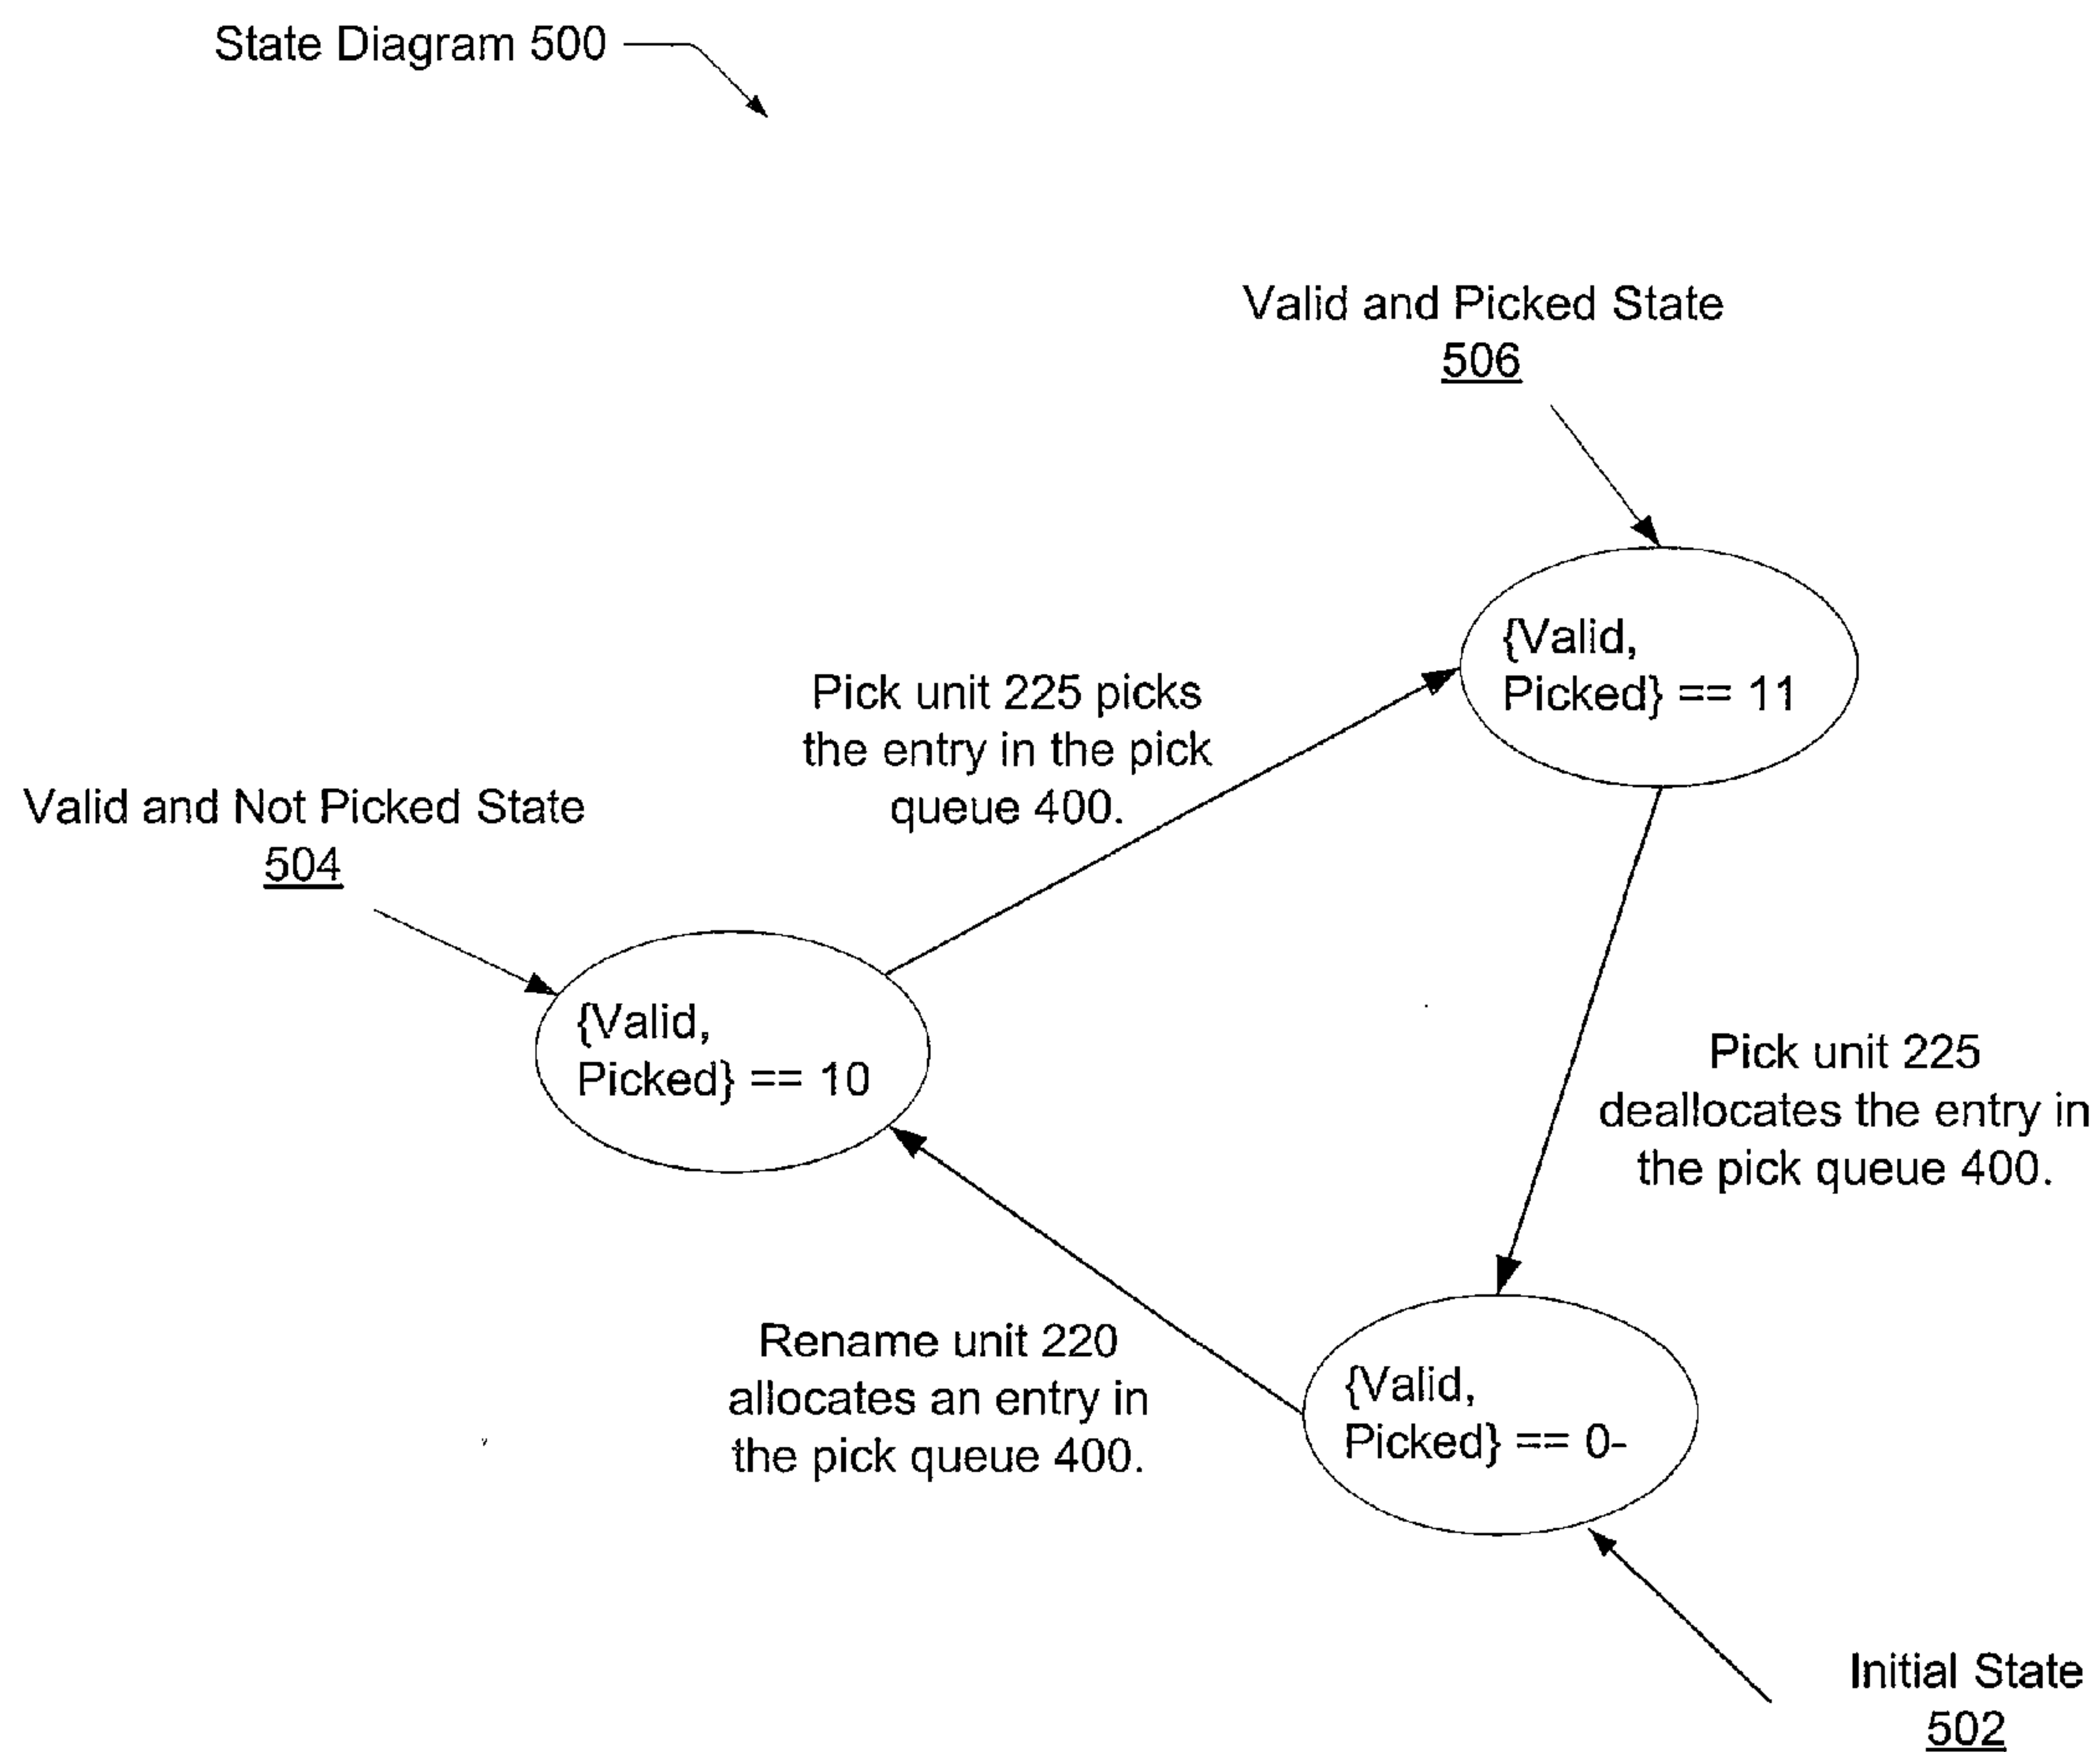 State Diagram 500
Valid and Picked State
506
{Valid,
Picked} == 11
Pick unit 225 picks
the entry in the pick
queue 400.
Valid and Not Picked State
504
{Valid,
Picked} == 10
Pick unit 225
deallocates the entry in
the pick queue 400.
Rename unit 220
allocates an entry in
the pick queue 400.
{Valid,
Picked} == 0-
Initial State
502